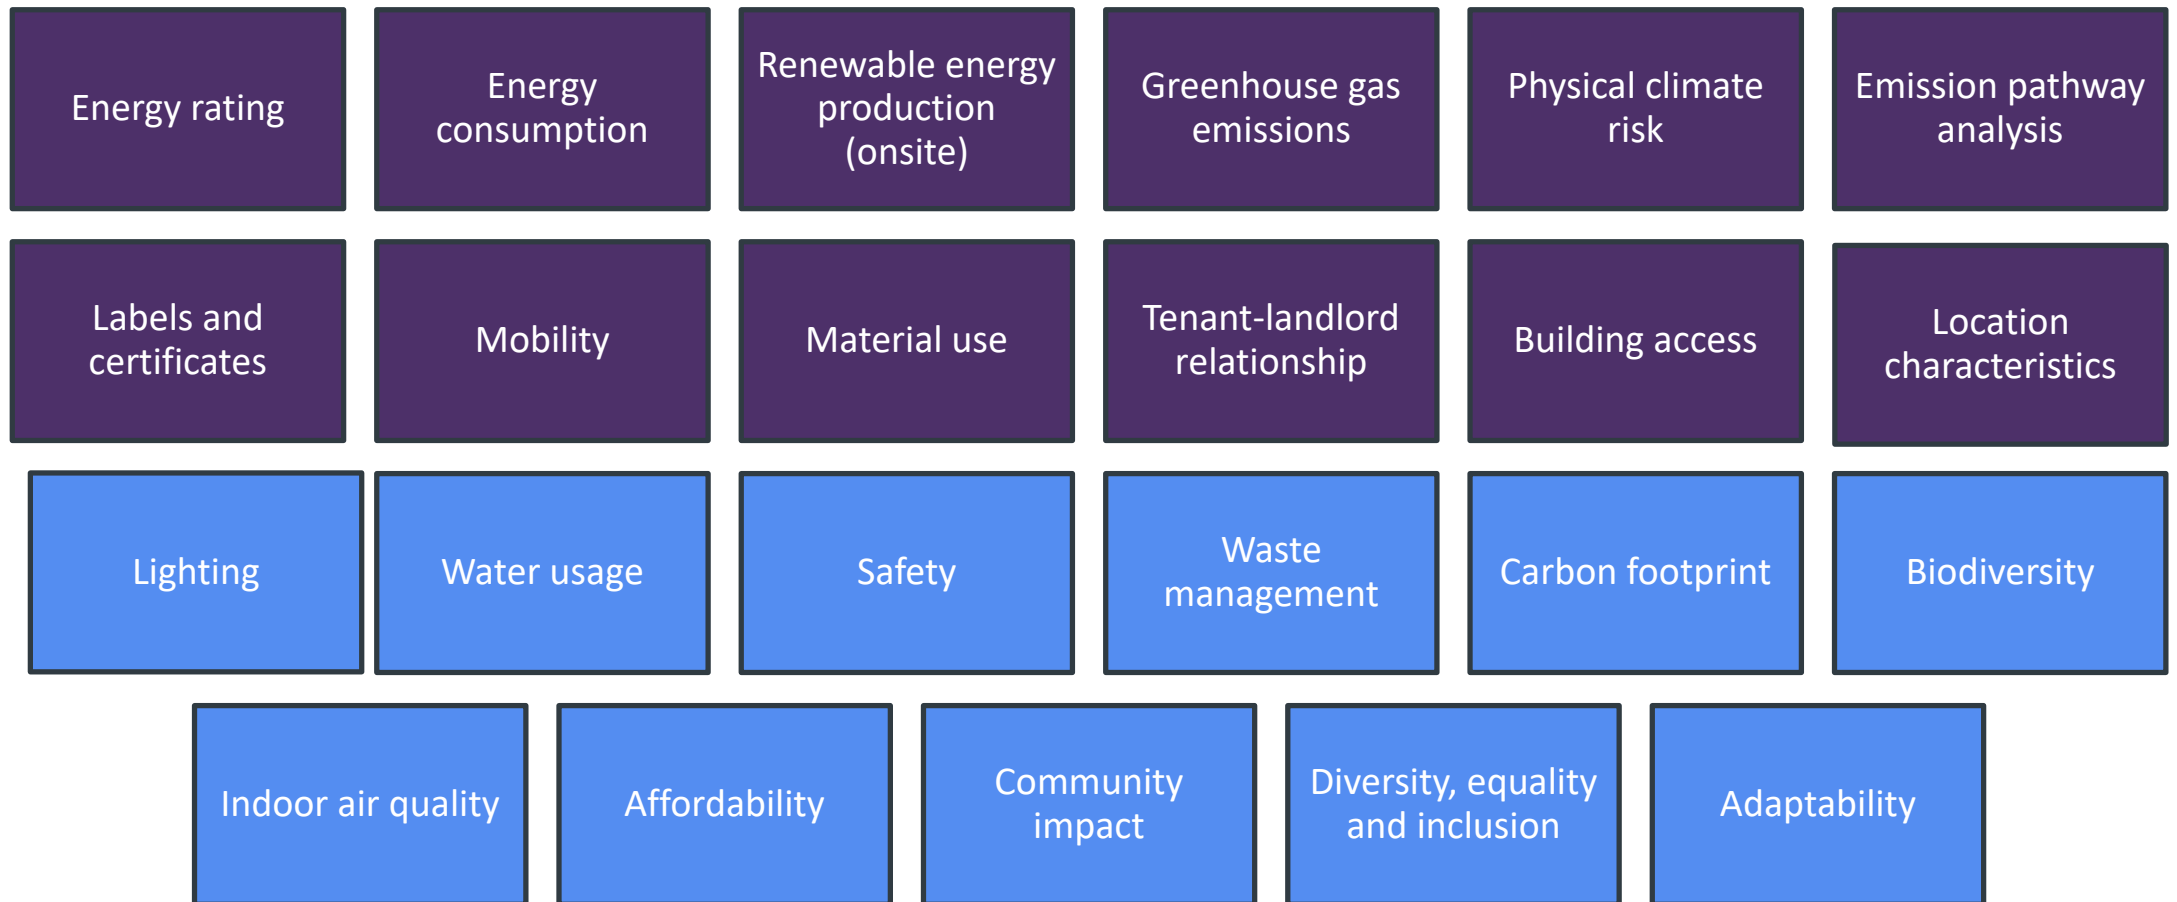 Energy rating
Energy
consumption
Renewable energy
production
(onsite)
Greenhouse gas
emissions
Physical climate
risk
Emission pathway
analysis
Labels and
certificates
Mobility
Material use
Tenant-landlord
relationship
Building access
Location
characteristics
Lighting
Water usage
Safety
Waste
management
Carbon footprint
Biodiversity
Indoor air quality
Affordability
Community
impact
Diversity, equality
and inclusion
Adaptability